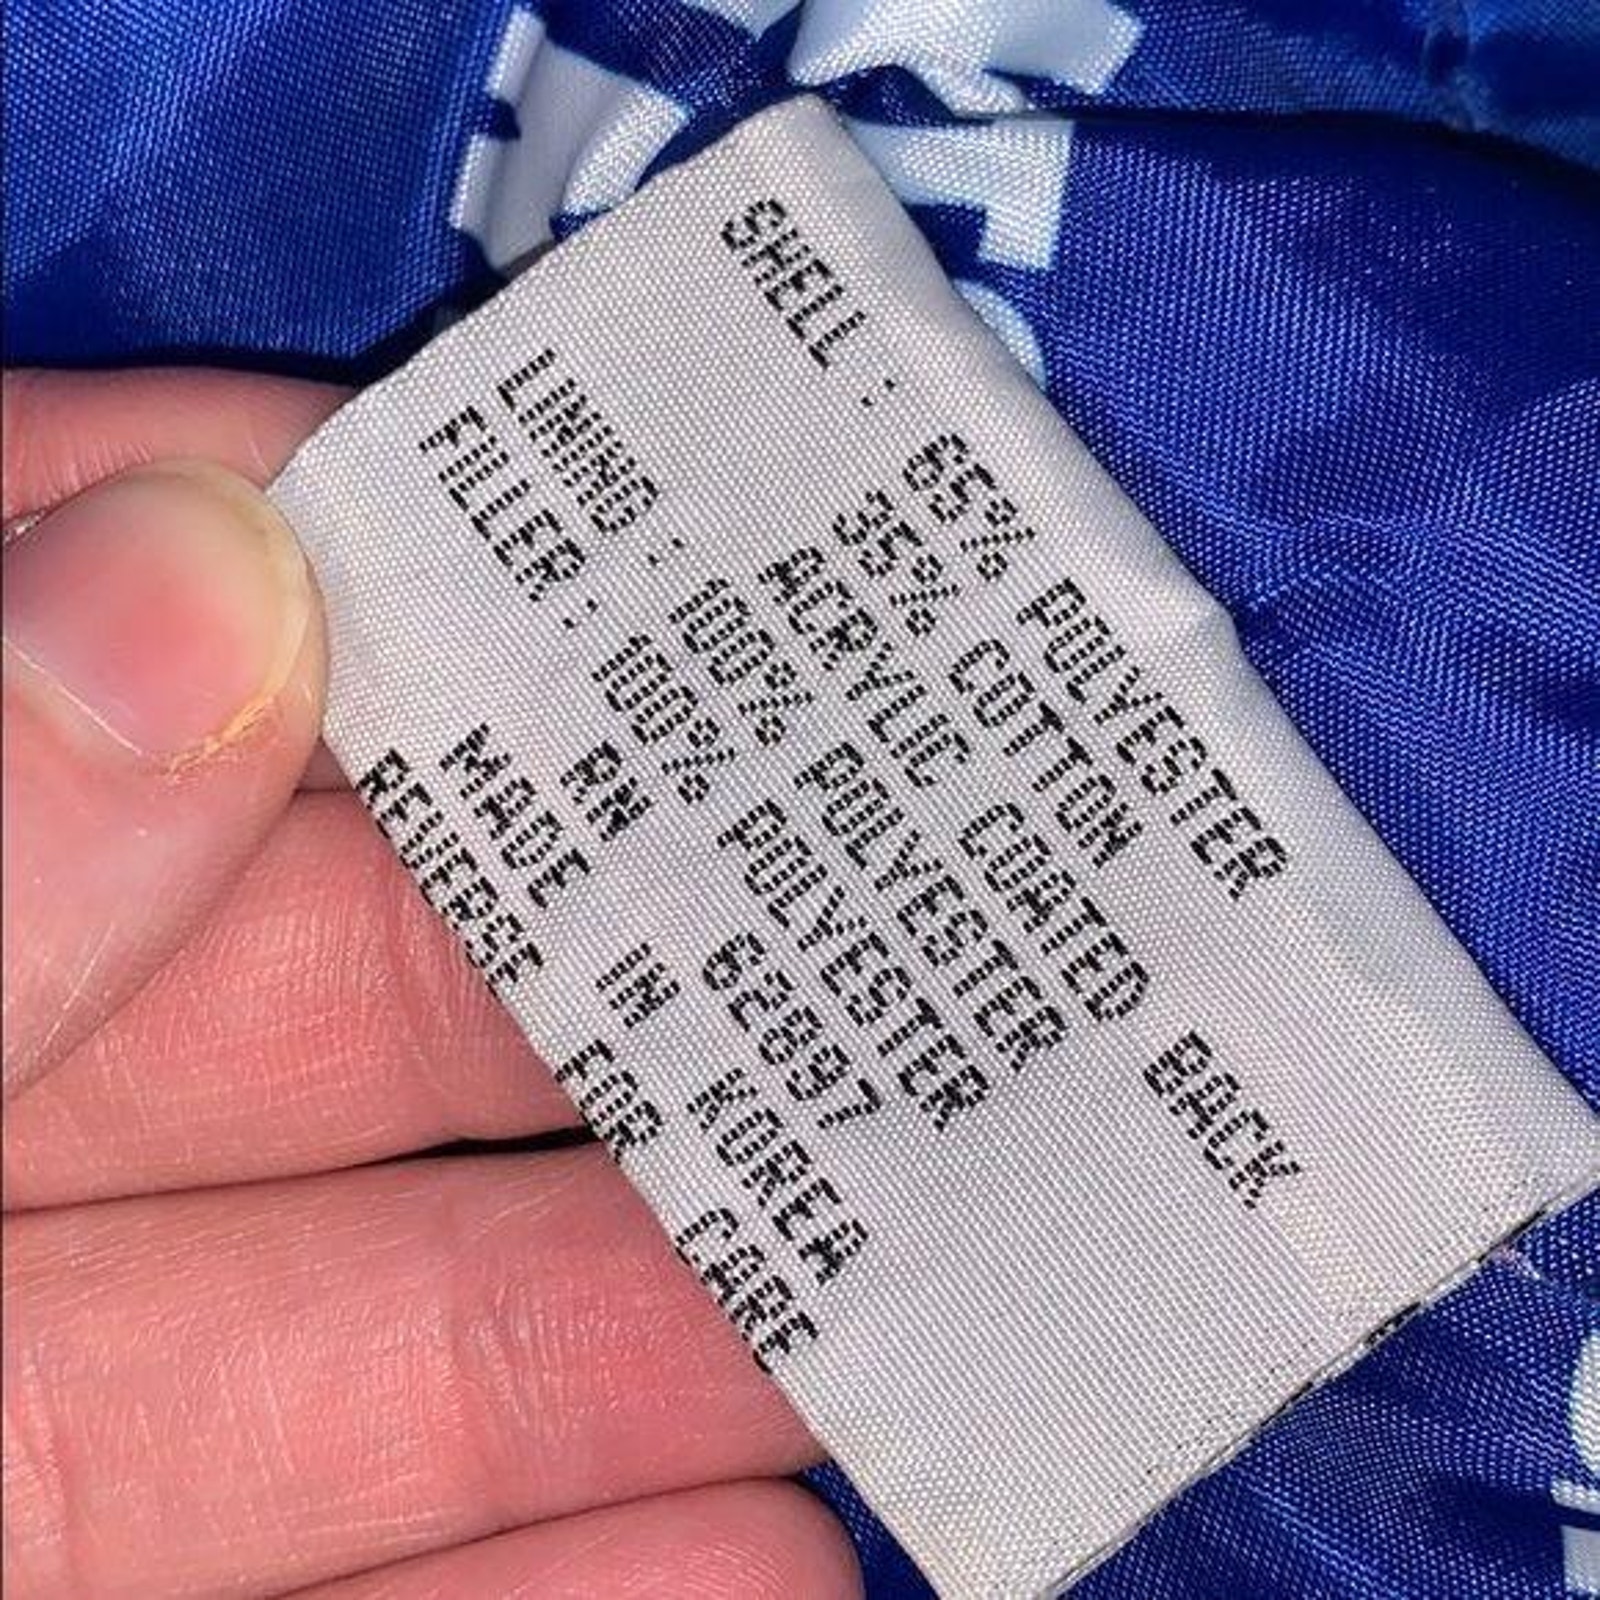 SHELL : 65% POLYESTER
35% COTTON
ACRYLIC COATED BACK
LINING : 100% POLYESTER
FILLER : 100% POLYESTER
RN 62897
MADE IN KOREA
REVERSE FOR CARE